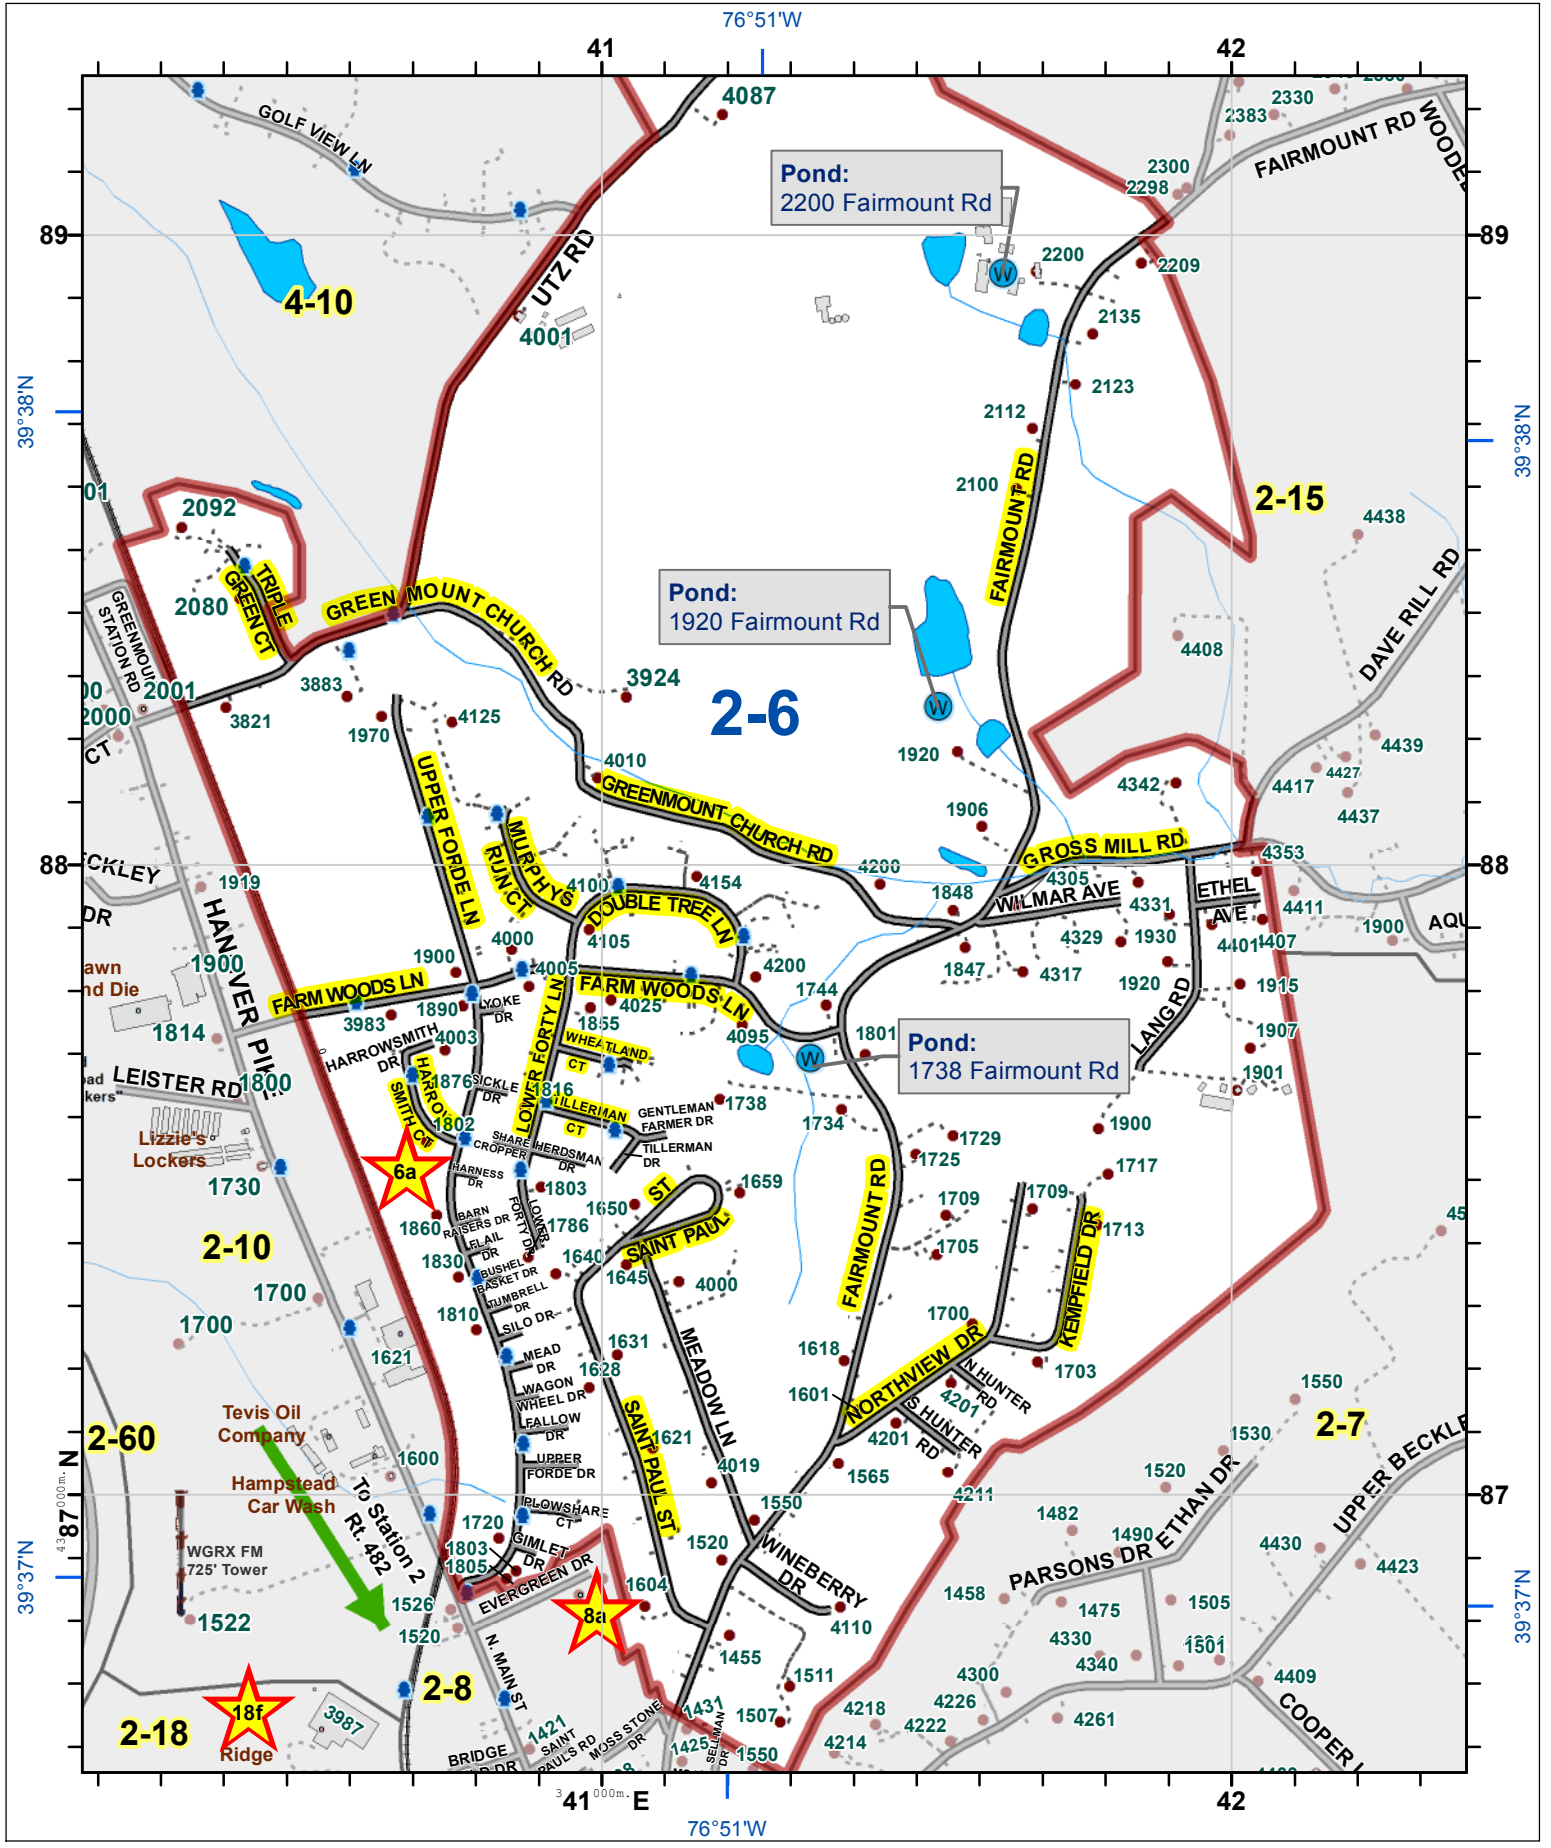 76°51'W
41
42
4087
2330
2383
FAIRMOUNT RD
GOLF VIEW LN
Pond:
2200 Fairmount Rd
2300
2298
89
89
UTZ RD
2200
2209
4-10
4001
2135
39°38'N
39°38'N
2123
2112
FAIRMOUNT RD
2100
2-15
01
2092
4438
TRIPLE
GREEN CT
2080
GREEN MOUNT CHURCH RD
Pond:
1920 Fairmount Rd
DAVE RILL RD
STATION RD
4408
3883
3924
2-6
00
2001
2000
3821
1970
4125
4439
CT
1920
4010
4342
4417
4427
4437
UPPER FORDE LN
GREENMOUNT CHURCH RD
1906
MURPHYS
RUN CT
GROSS MILL RD
88
88
4353
1919
4100
4154
4200
4305
1848
WILMAR AVE
ETHEL
AVE
4331
4411
DR
HANOVER PIKE
DOUBLE TREE LN
4105
4000
4329
1930
4401
4407
1900
1900
1900
4005
4200
1847
4317
1920
1915
FARM WOODS LN
FARM WOODS LN
1744
LANG RD
3983
1890
YOKE
DR
4025
1855
4095
1801
Pond:
1738 Fairmount Rd
1907
1814
HARROWSMITH
DR
4003
LOWER FORTY LN
WHEATLAND
CT
1901
LEISTER RD
1800
HARROW
SMITH CT
1876
SICKLE
DR
1816
TILLERMAN
CT
GENTLEMAN
FARMER DR
1738
1734
1900
1802
SHARE
CROPPER
HERDSMAN
DR
TILLERMAN
DR
1729
Lizzie's
Lockers
6a
HARNESS
DR
1725
1717
1730
1803
1650
ST
1659
1709
1709
1860
BARN
RAISERS DR
LOWER
FORTY DR
1786
SAINT PAUL
FAIRMOUNT RD
1713
2-10
FLAIL
DR
1640
1705
KEMPFIELD DR
1830
BUSHEL
BASKET DR
1645
4000
1700
1810
TUMBRELL
DR
SILO DR
1700
1700
NORTHVIEW DR
1621
MEAD
DR
1631
MEADOW LN
1618
1703
N HUNTER
RD
1628
WAGON
WHEEL DR
1601
4201
1550
Tevis Oil
Company
FALLOW
DR
SAINT PAUL ST
1621
4201
S HUNTER
RD
2-7
2-60
1530
1600
UPPER
FORDE DR
4019
1565
UPPER BECKLE
Hampstead
Car Wash
To Station 2
Rt. 482
4211
1520
ETHAN DR
N
4387000m.
PLOWSHARE
CT
1550
87
1720
1482
1490
39°37'N
WGRX FM
725' Tower
1803
1805
GIMLET
DR
1520
WINEBERRY
DR
PARSONS DR
4430
4423
EVERGREEN DR
1604
1458
1475
1505
39°37'N
1522
1526
8a
4110
1520
1455
4330
4340
1501
N. MAIN ST
1511
4300
4409
2-8
18f
2-18
3987
Ridge
1431
1507
4218
4226
4222
4261
COOPER L
1421
SAINT
PAULS RD
MOSS STONE
DR
1425
SELLMAN
DR
1550
4214
BRIDGE
341000m.E
42
76°51'W